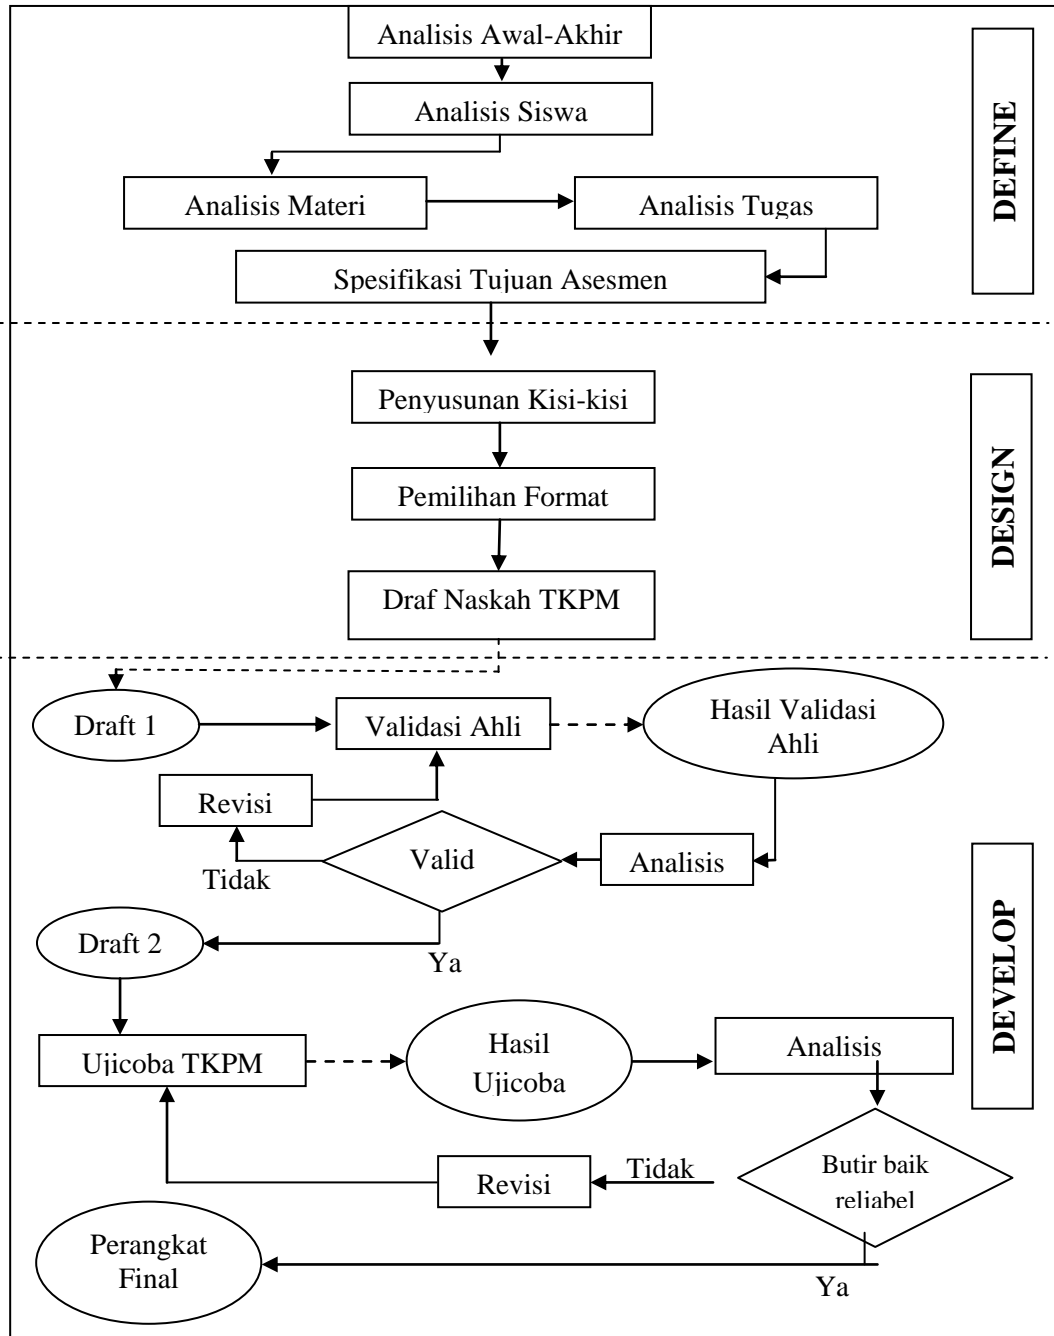 Analisis Awal-Akhir
Analisis Siswa
Analisis Materi
Analisis Tugas
Spesifikasi Tujuan Asesmen
DEFINE
Penyusunan Kisi-kisi
Pemilihan Format
Draf Naskah TKPM
DESIGN
Draft 1
Validasi Ahli
Hasil Validasi
Ahli
Revisi
Valid
Analisis
Tidak
Draft 2
Ya
Ujicoba TKPM
Hasil
Ujicoba
Analisis
DEVELOP
Revisi
Tidak
Butir baik
reliabel
Perangkat
Final
Ya